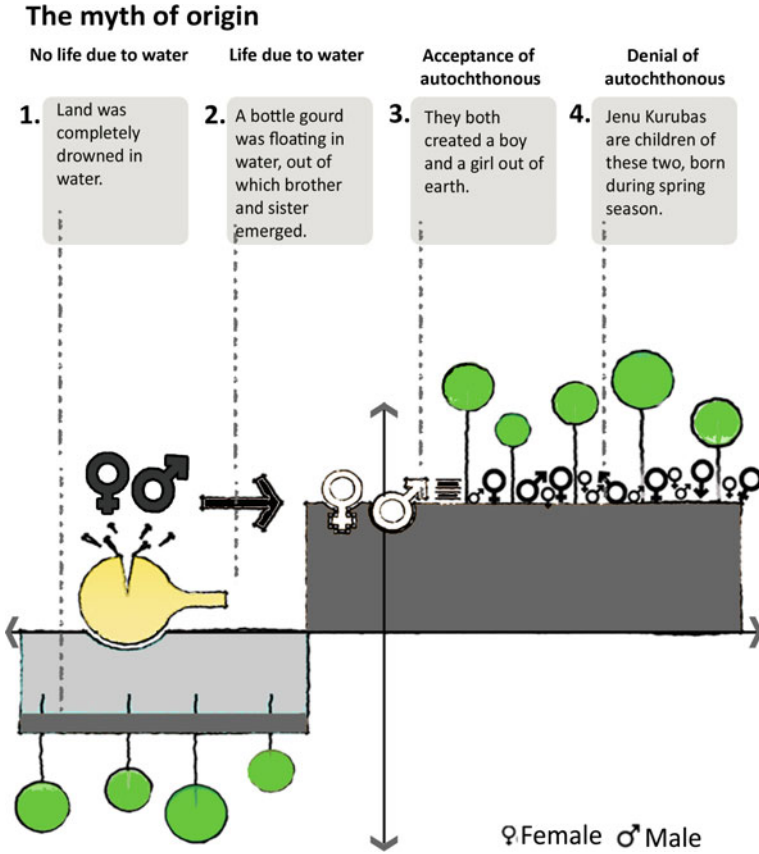 The myth of origin
No life due to water
Life due to water
Acceptance of
autochthonous
Denial of
autochthonous
1.
Land was
completely
drowned in
water.
2.
A bottle gourd
was floating in
water, out of
which brother
and sister
emerged.
3.
They both
created a boy
and a girl out of
earth.
4.
Jenu Kurubas
are children of
these two, born
during spring
season.
♀Female ♂Male